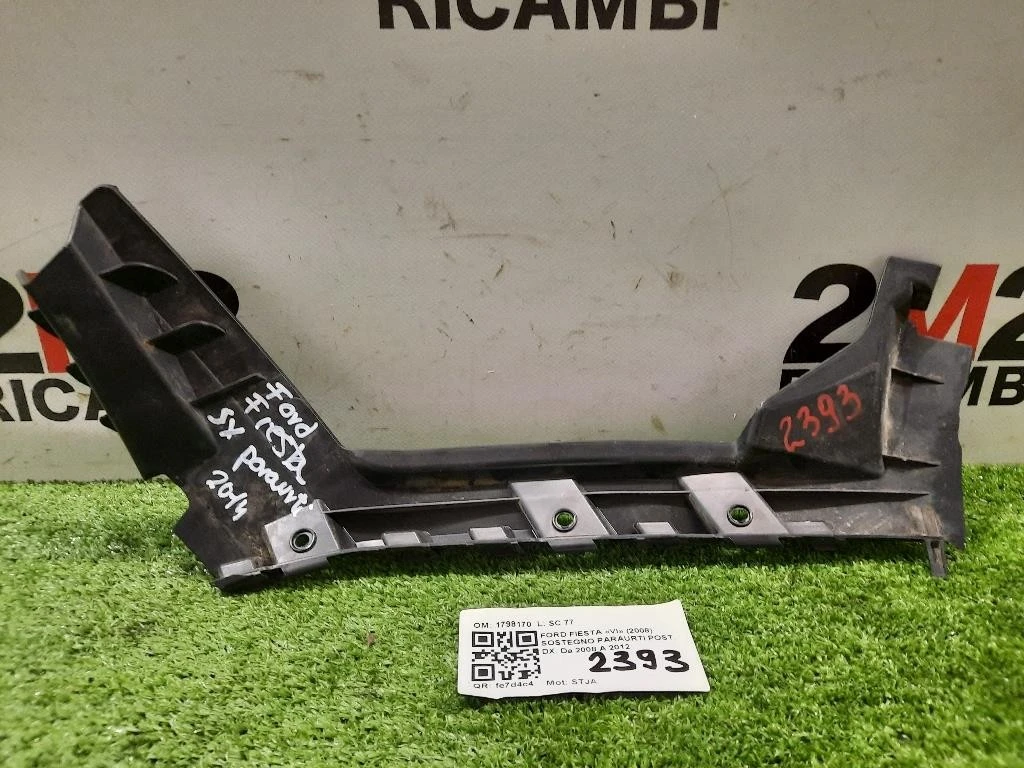 RICAMBI
2M2
RICAMBI
2M2
RICAMBI
Ford
Fiesta
SX paraurti
2014
2393
OM: 1798170 L: SC 77
FORD FIESTA «VI» (2008)
SOSTEGNO PARAURTI POST.
DX. Da 2008 A 2012
2393
QR: fe7d4c4 Mot: STJA